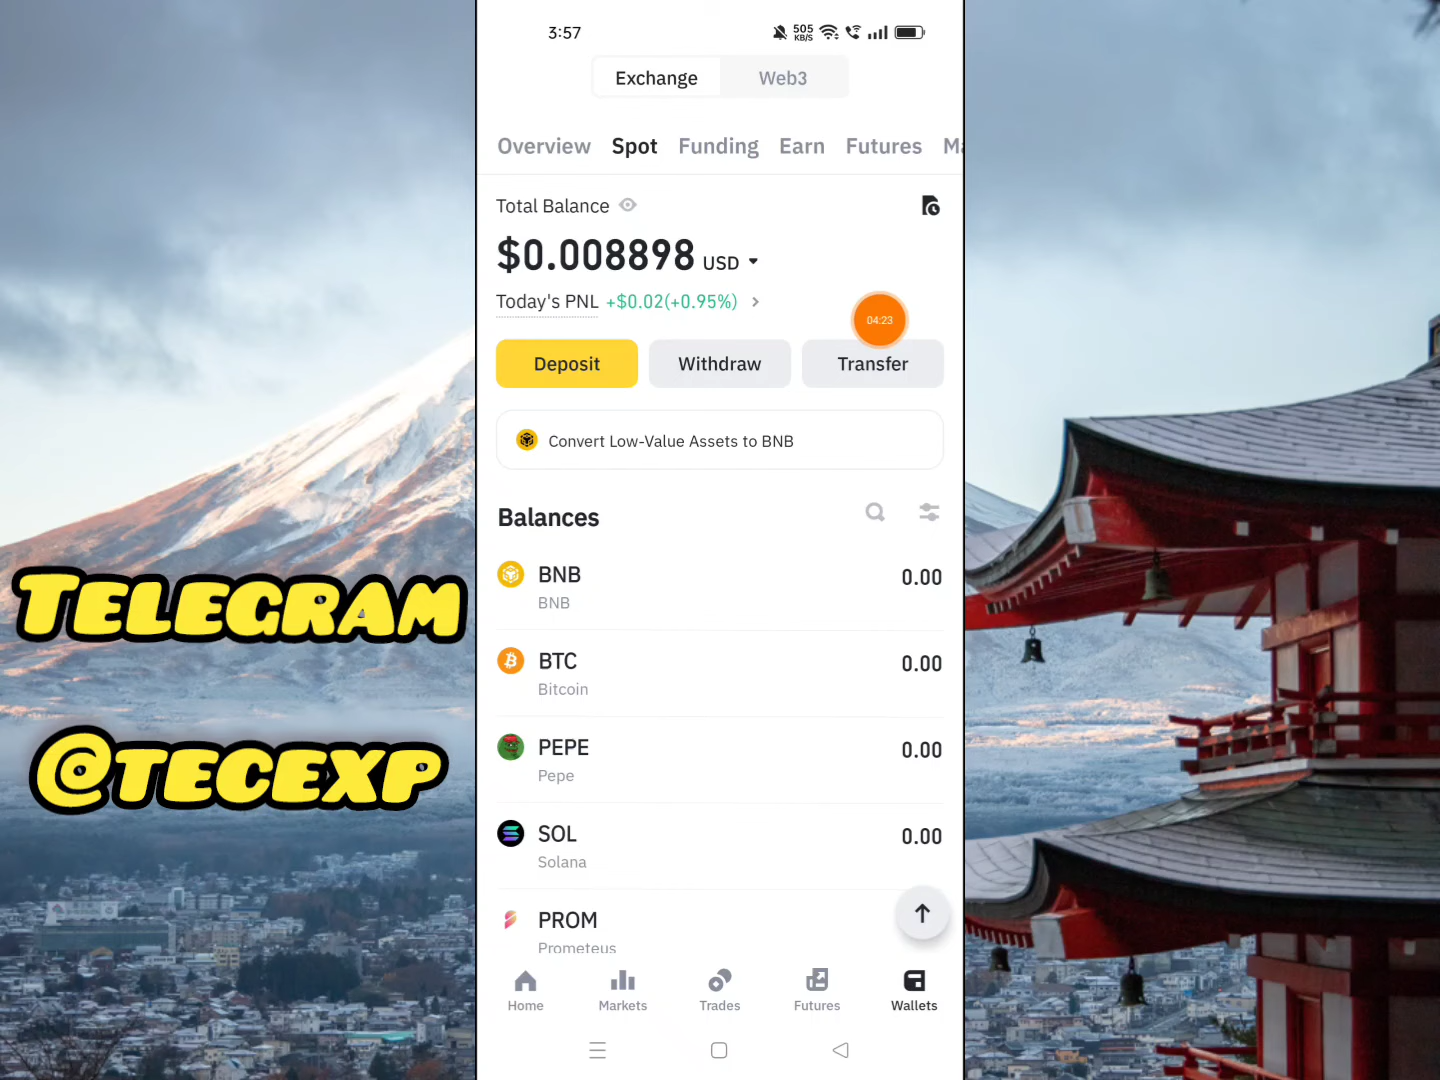 3:57
505
KB/S
Exchange
Web3
Overview Spot Funding Earn Futures Ma
Total Balance
$0.008898 USD
Today's PNL +$0.02(+0.95%)
04:23
Deposit
Withdraw
Transfer
Convert Low-Value Assets to BNB
Balances
BNB 0.00
BNB
BTC 0.00
Bitcoin
PEPE 0.00
Pepe
SOL 0.00
Solana
PROM
Prometeus
Home
Markets
Trades
Futures
Wallets
TELEGRAM
@TECEXP